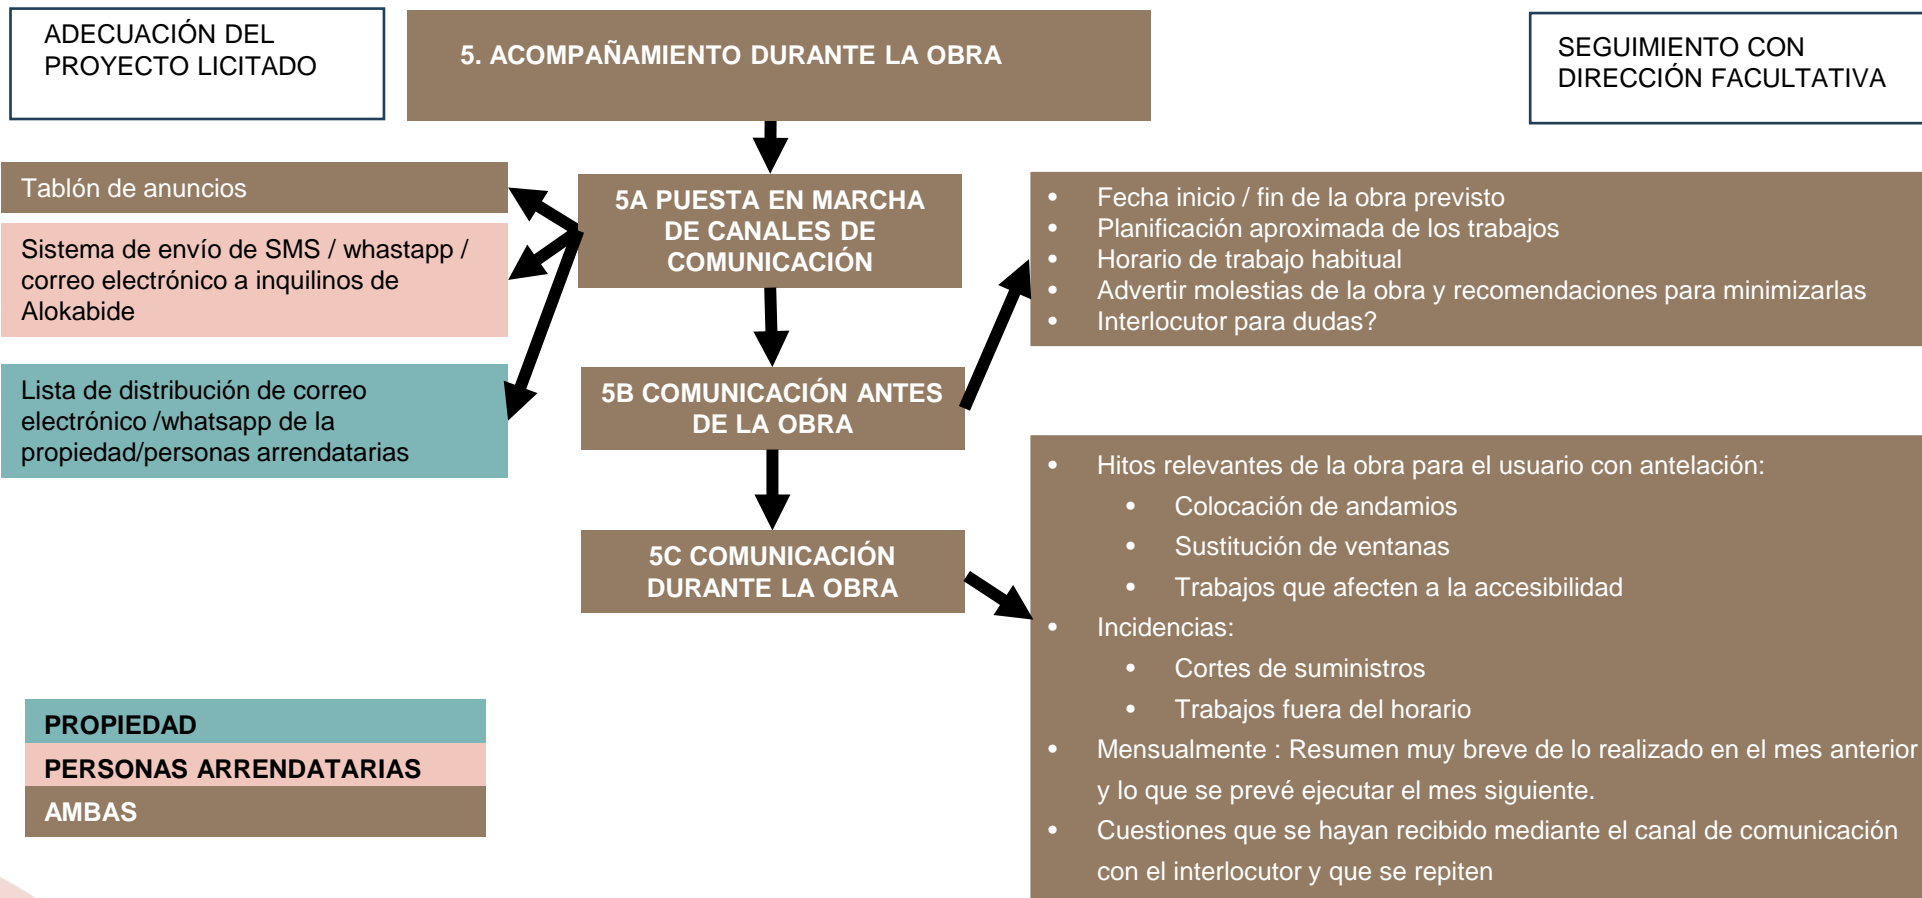 ADECUACIÓN DEL
PROYECTO LICITADO
5. ACOMPAÑAMIENTO DURANTE LA OBRA
SEGUIMIENTO CON
DIRECCIÓN FACULTATIVA
Tablón de anuncios
Sistema de envío de SMS / whastapp /
correo electrónico a inquilinos de
Alokabide
Lista de distribución de correo
electrónico /whatsapp de la
propiedad/personas arrendatarias
5A PUESTA EN MARCHA
DE CANALES DE
COMUNICACIÓN
5B COMUNICACIÓN ANTES
DE LA OBRA
5C COMUNICACIÓN
DURANTE LA OBRA
• Fecha inicio / fin de la obra previsto
• Planificación aproximada de los trabajos
• Horario de trabajo habitual
• Advertir molestias de la obra y recomendaciones para minimizarlas
• Interlocutor para dudas?
• Hitos relevantes de la obra para el usuario con antelación:
• Colocación de andamios
• Sustitución de ventanas
• Trabajos que afecten a la accesibilidad
• Incidencias:
• Cortes de suministros
• Trabajos fuera del horario
• Mensualmente : Resumen muy breve de lo realizado en el mes anterior
y lo que se prevé ejecutar el mes siguiente.
• Cuestiones que se hayan recibido mediante el canal de comunicación
con el interlocutor y que se repiten
PROPIEDAD
PERSONAS ARRENDATARIAS
AMBAS